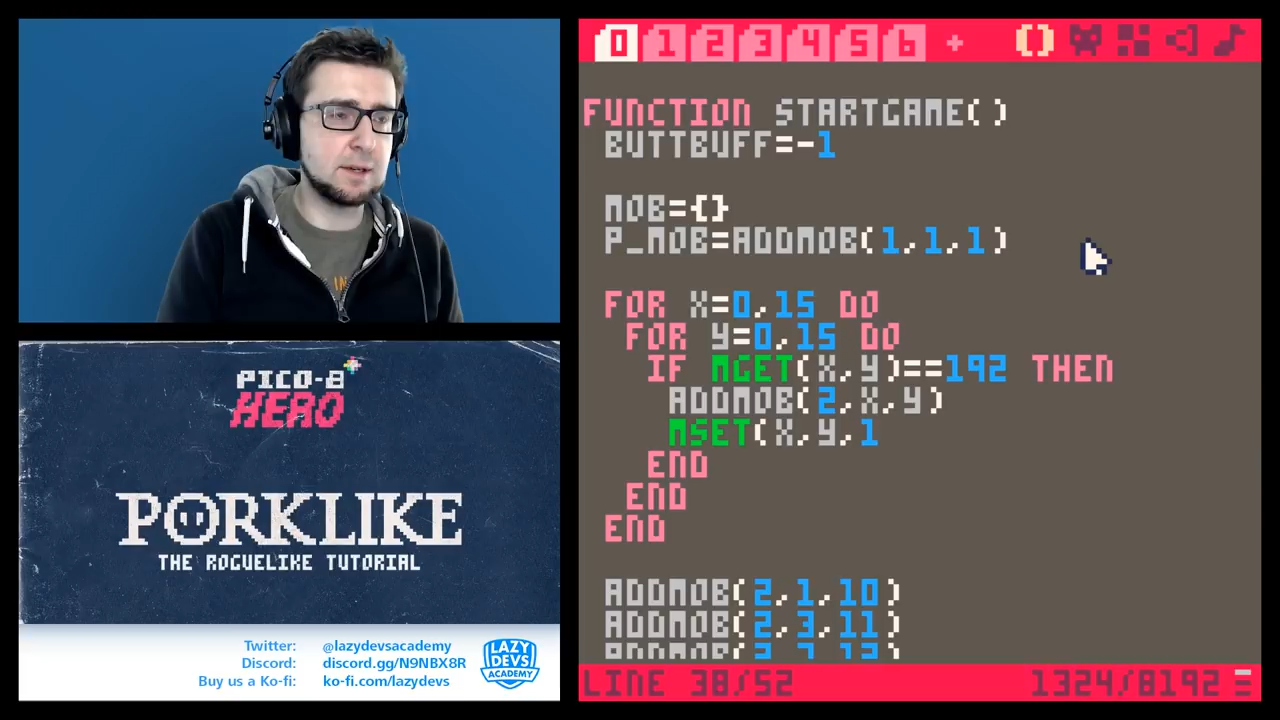 0 1 2 3 4 5 6 +
FUNCTION STARTGAME()
BUTTBUFF=-1
MOB={}
P_MOB=ADDMOB(1,1,1)
FOR X=0,15 DO
FOR Y=0,15 DO
IF MGET(X,Y)==192 THEN
ADDMOB(2,X,Y)
MSET(X,Y,1
END
END
END
ADDMOB(2,1,10)
ADDMOB(2,3,11)
LINE 38/52
1324/8192
IN
PICO-8
HERO
PORKLIKE
THE ROGUELIKE TUTORIAL
Twitter: @lazydevsacademy
Discord: discord.gg/N9NBX8R
Buy us a Ko-fi: ko-fi.com/lazydevs
LAZY
DEVS
ACADEMY